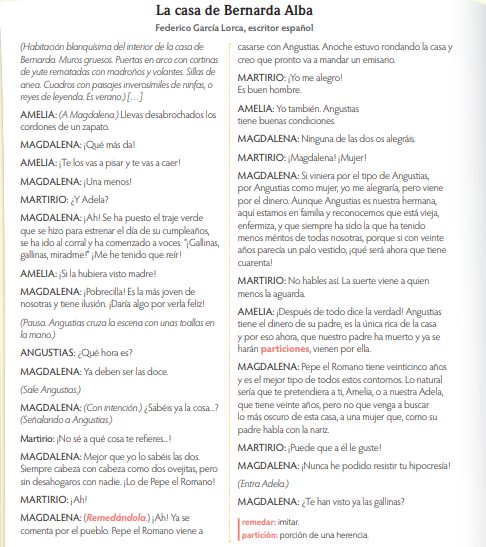 La casa de Bernarda Alba
Federico García Lorca, escritor español
(Habitación blanquísima del interior de la casa de
Bernarda. Muros gruesos. Puertas en arco con cortinas
de yute rematadas con madroños y volantes. Sillas de
anea. Cuadros con paisajes inverosímiles de ninfas, o
reyes de leyenda. Es verano.) [...]
AMELIA: (A Magdalena.) Llevas desabrochados los
cordones de un zapato.
MAGDALENA: ¡Qué más da!
AMELIA: ¡Te los vas a pisar y te vas a caer!
MAGDALENA: ¡Una menos!
MARTIRIO: ¿Y Adela?
MAGDALENA: ¡Ah! Se ha puesto el traje verde
que se hizo para estrenar el día de su cumpleaños,
se ha ido al corral y ha comenzado a voces: "¡Gallinas,
gallinas, miradme!" ¡Me he tenido que reír!
AMELIA: ¡Si la hubiera visto madre!
MAGDALENA: ¡Pobrecilla! Es la más joven de
nosotras y tiene ilusión. ¡Daría algo por verla feliz!
(Pausa. Angustias cruza la escena con unas toallas en
la mano.)
ANGUSTIAS: ¿Qué hora es?
MAGDALENA: Ya deben ser las doce.
(Sale Angustias.)
MAGDALENA: (Con intención.) ¿Sabéis ya la cosa...?
(Señalando a Angustias.)
Martirio: ¡No sé a qué cosa te refieres...!
MAGDALENA: Mejor que yo lo sabéis las dos.
Siempre cabeza con cabeza como dos ovejitas, pero
sin desahogaros con nadie. ¡Lo de Pepe el Romano!
MARTIRIO: ¡Ah!
MAGDALENA: (Remedándola.) ¡Ah! Ya se
comenta por el pueblo. Pepe el Romano viene a
casarse con Angustias. Anoche estuvo rondando la casa y
creo que pronto va a mandar un emisario.
MARTIRIO: ¡Yo me alegro!
Es buen hombre.
AMELIA: Yo también. Angustias
tiene buenas condiciones.
MAGDALENA: Ninguna de las dos os alegráis.
MARTIRIO: ¡Magdalena! ¡Mujer!
MAGDALENA: Si viniera por el tipo de Angustias,
por Angustias como mujer, yo me alegraría, pero viene
por el dinero. Aunque Angustias es nuestra hermana,
aquí estamos en familia y reconocemos que está vieja,
enfermiza, y que siempre ha sido la que ha tenido
menos méritos de todas nosotras, porque si con veinte
años parecía un palo vestido, ¡qué será ahora que tiene
cuarenta!
MARTIRIO: No hables así. La suerte viene a quien
menos la aguarda.
AMELIA: ¡Después de todo dice la verdad! Angustias
tiene el dinero de su padre, es la única rica de la casa
y por eso ahora, que nuestro padre ha muerto y ya se
harán particiones, vienen por ella.
MAGDALENA: Pepe el Romano tiene veinticinco años
y es el mejor tipo de todos estos contornos. Lo natural
sería que te pretendiera a ti, Amelia, o a nuestra Adela,
que tiene veinte años, pero no que venga a buscar
lo más oscuro de esta casa, a una mujer que, como su
padre habla con la nariz.
MARTIRIO: ¡Puede que a él le guste!
MAGDALENA: ¡Nunca he podido resistir tu hipocresía!
(Entra Adela.)
MAGDALENA: ¿Te han visto ya las gallinas?
remedar: imitar.
partición: porción de una herencia.